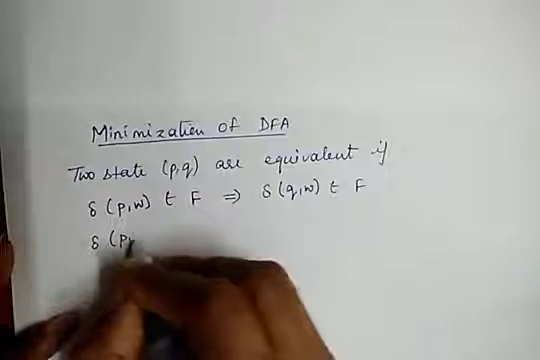 Minimization of DFA
Two state (p,q) are equivalent if
δ (p,w) ∈ F ⇒ δ (q,w) ∈ F
δ (p,